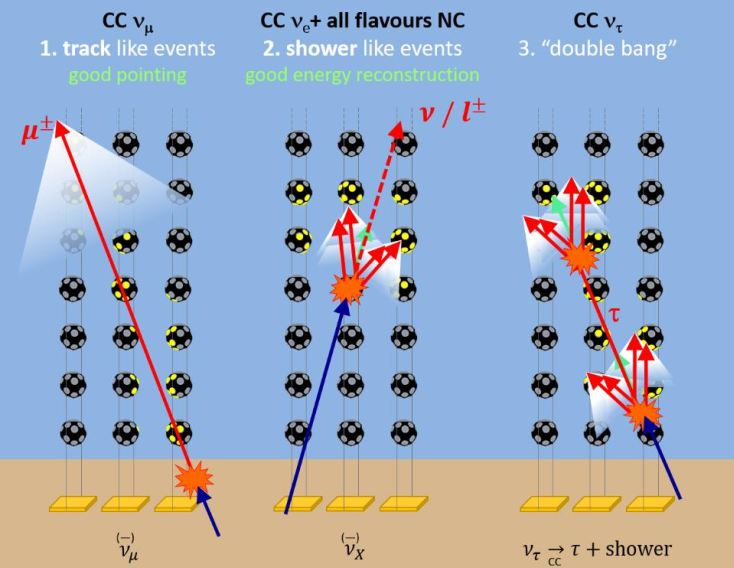 CC νμ
1. track like events
good pointing
μ±
(–)
νμ
CC νe+ all flavours NC
2. shower like events
good energy reconstruction
ν / l±
(–)
νX
CC ντ
3. “double bang”
τ
ντ → τ + shower
CC